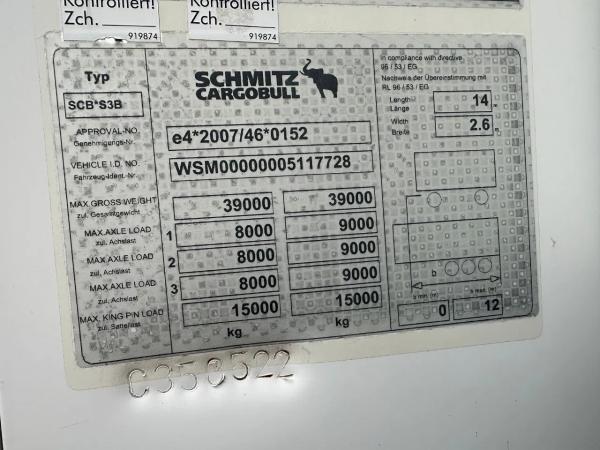 Kontrolliert! Kontrolliert!
Zch. Zch.
919874 919874
Typ
SCHMITZ
CARGOBULL
SCB*S3B
In compliance with directive
96 / 53 / EG
Nachweis der Übereinstimmung mit
RL 96 / 53 / EG
Length 14 m
Länge
Width 2.6 m
Breite
APPROVAL-NO. e4*2007/46*0152
Genehmigungs-Nr.
VEHICLE I.D. NO. WSM00000005117728
Fahrzeug-Ident.-Nr.
MAX.GROSS WEIGHT 39000 39000
zul. Gesamtgewicht
MAX.AXLE LOAD 1 8000 9000
zul. Achslast
MAX.AXLE LOAD 2 8000 9000
zul. Achslast
MAX.AXLE LOAD 3 8000 9000
zul. Achslast
MAX. KING PIN LOAD 15000 15000
zul. Sattellast
kg kg
b
b min. (m) b max. (m)
0 12
C358522